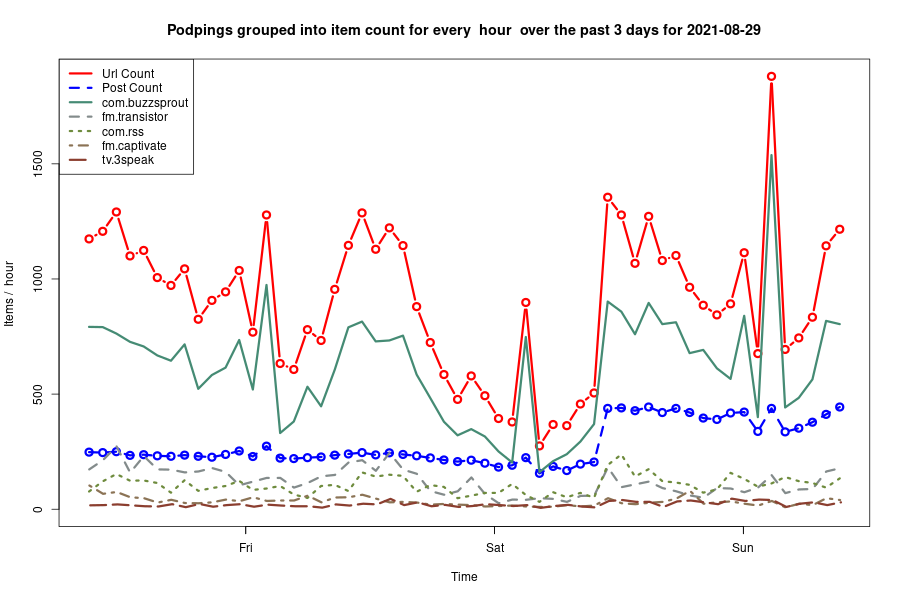 Podpings grouped into item count for every  hour  over the past 3 days for 2021-08-29
Url Count
Post Count
com.buzzsprout
fm.transistor
com.rss
fm.captivate
tv.3speak
Items /  hour
1500
1000
500
0
Fri
Sat
Sun
Time